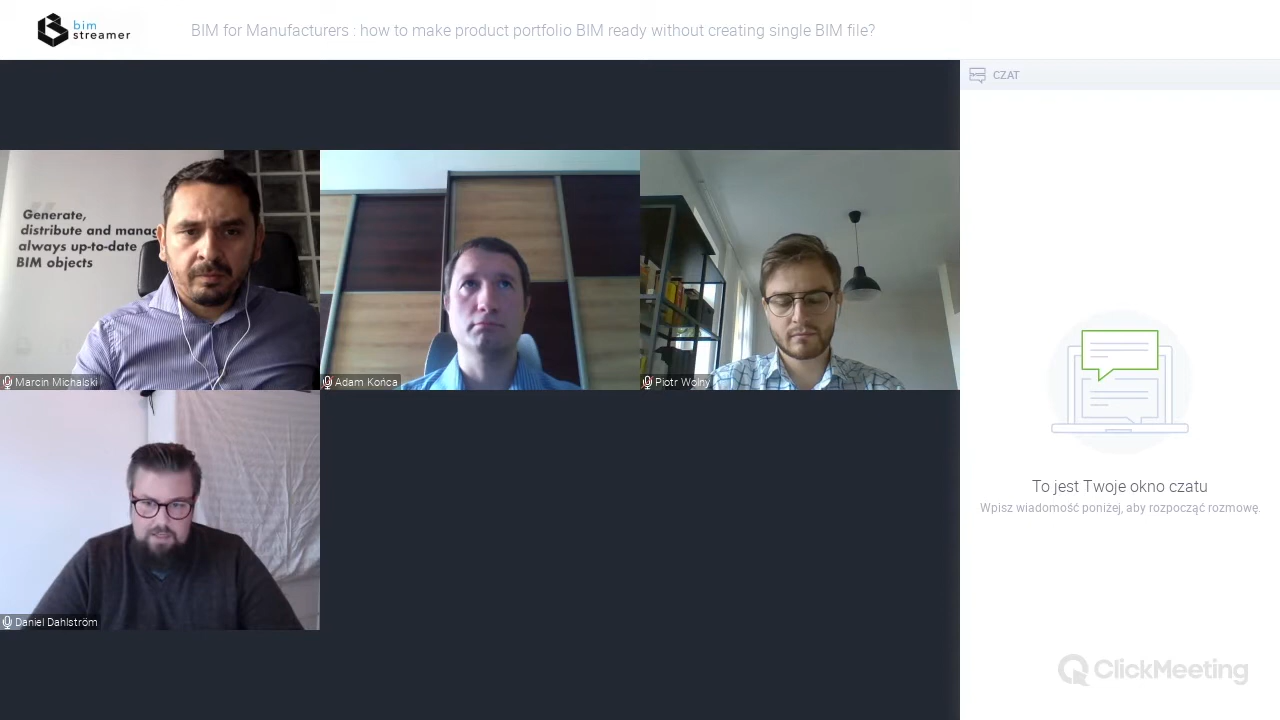 bim
streamer
BIM for Manufacturers : how to make product portfolio BIM ready without creating single BIM file?
CZAT
Generate,
distribute and manag
always up-to-date
BIM objects
Marcin Michalski
Adam Końca
Piotr Wolny
Daniel Dahlström
To jest Twoje okno czatu
Wpisz wiadomość poniżej, aby rozpocząć rozmowę.
ClickMeeting